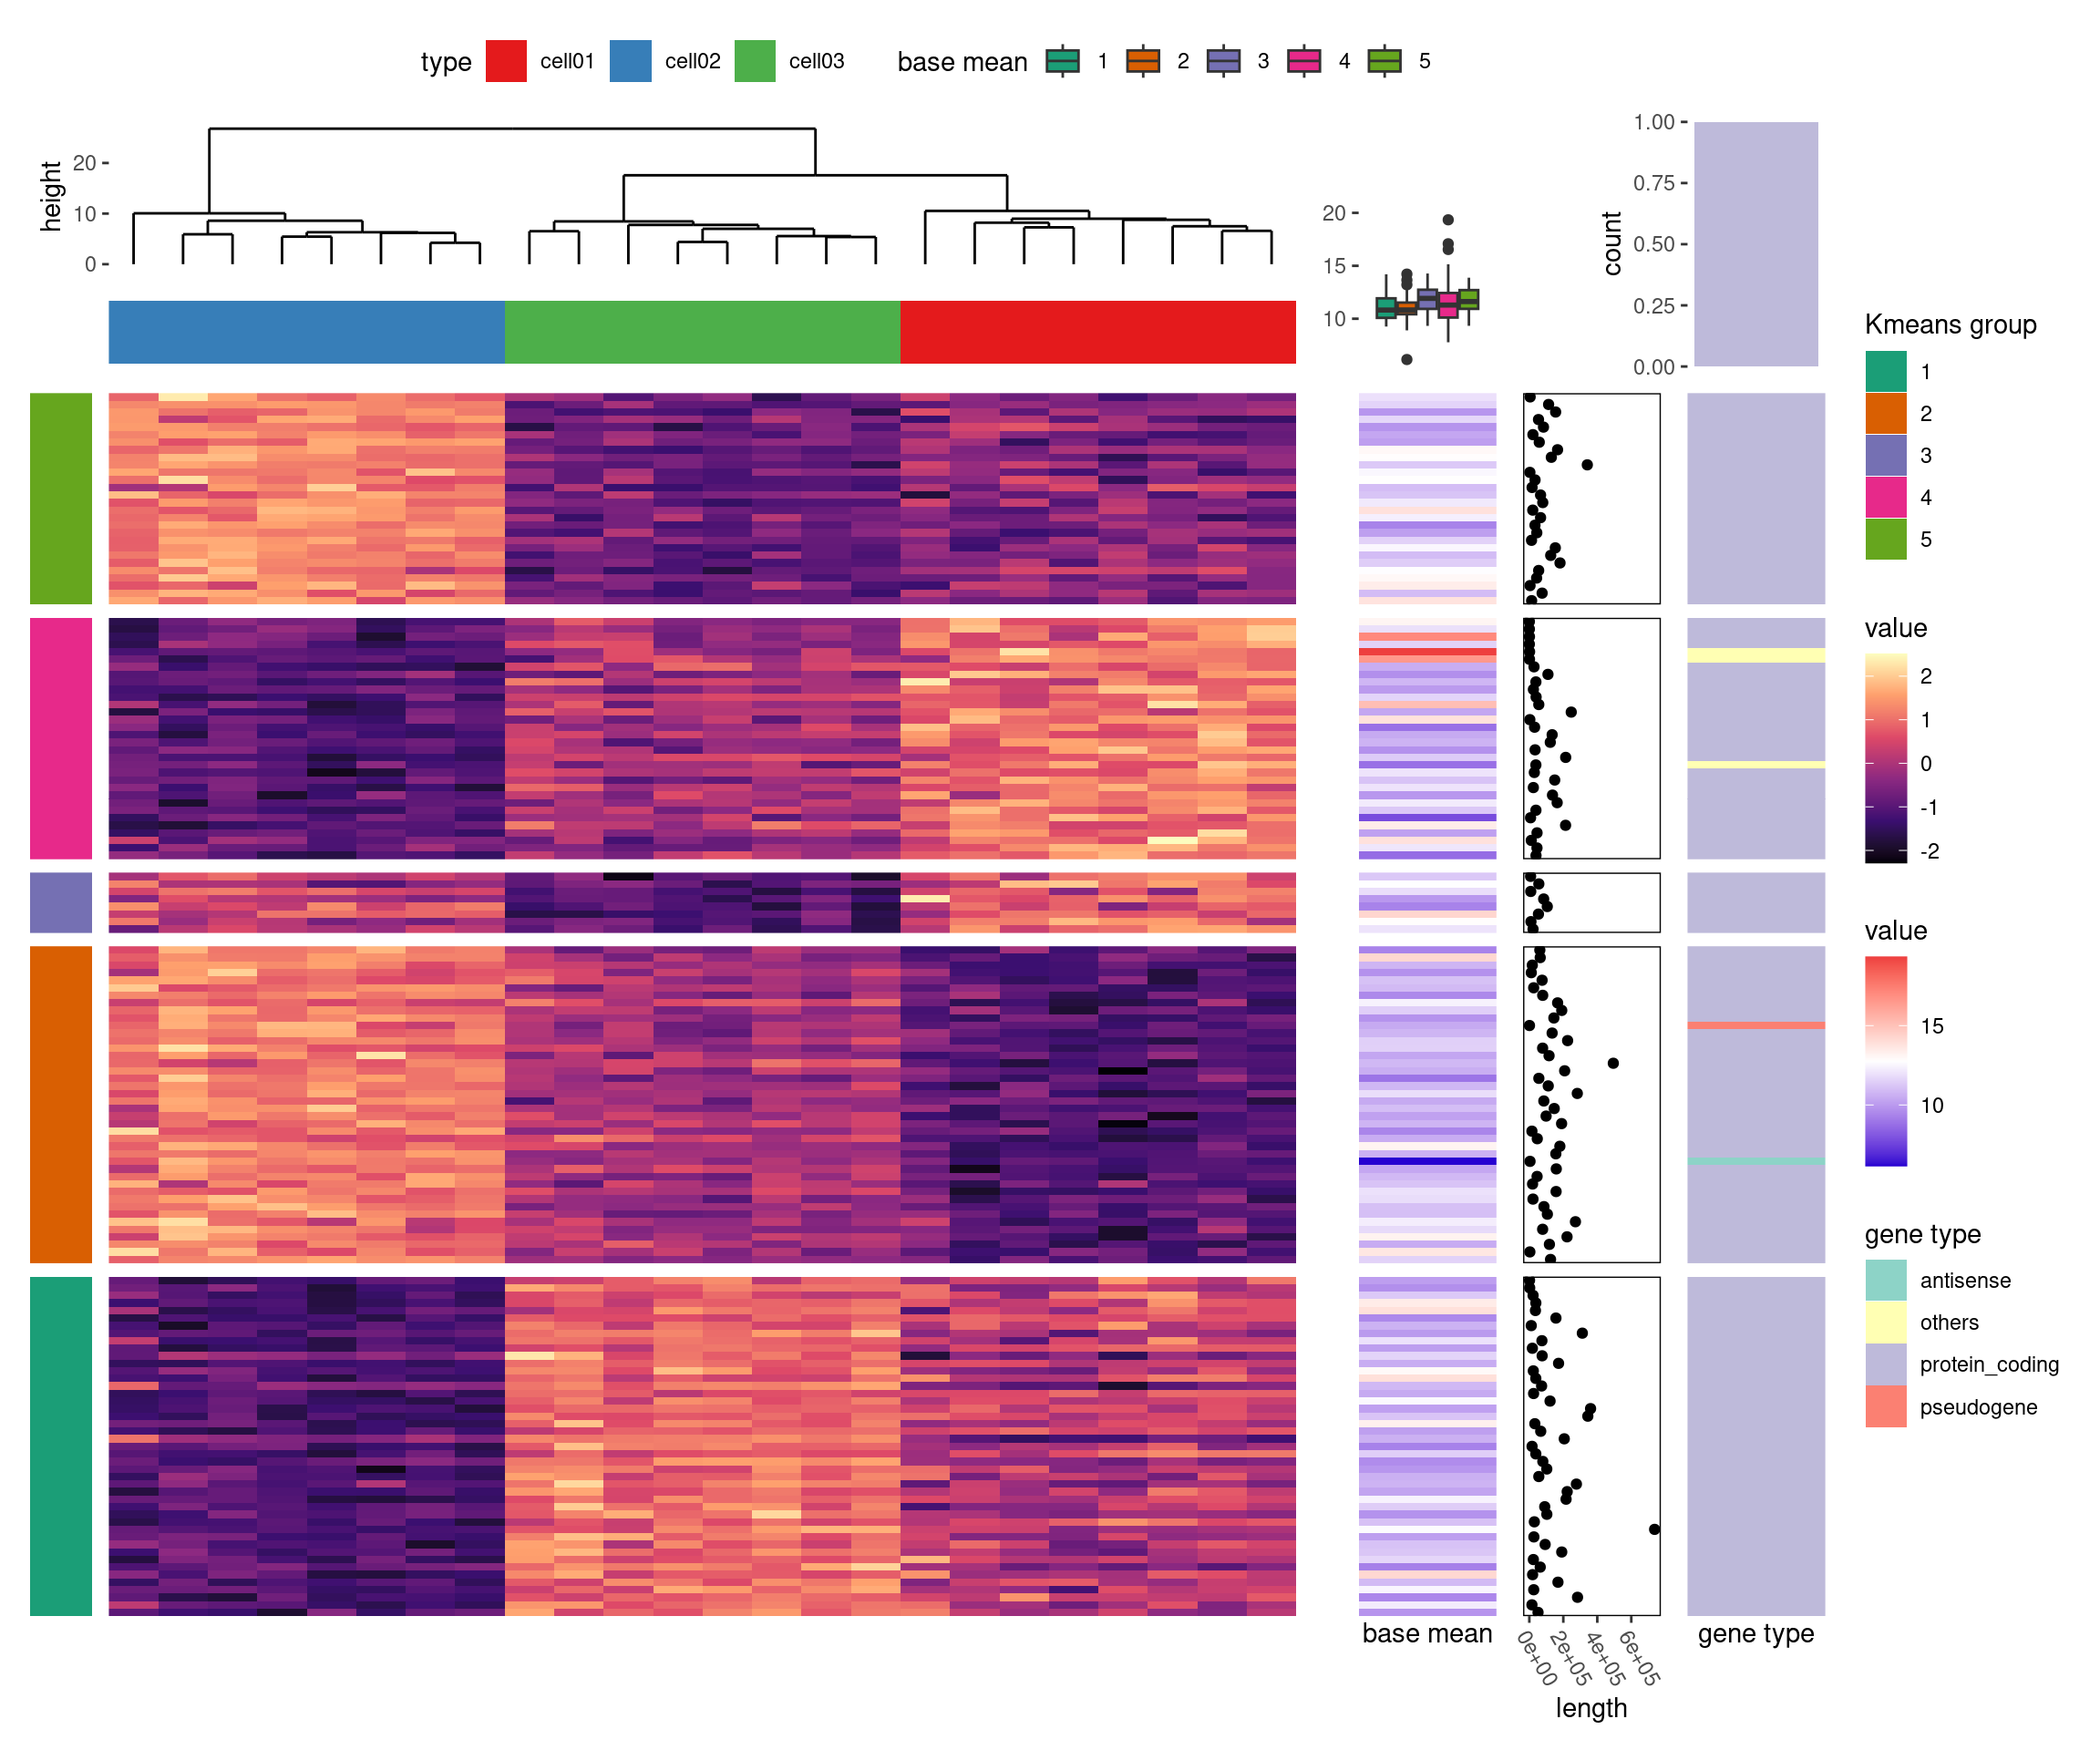 type cell01 cell02 cell03 base mean 1 2 3 4 5
height
20
10
0
20
15
10
count
1.00
0.75
0.50
0.25
0.00
Kmeans group
1
2
3
4
5
value
2
1
0
-1
-2
value
15
10
gene type
antisense
others
protein_coding
pseudogene
base mean
0e+00 2e+05 4e+05 6e+05
length
gene type